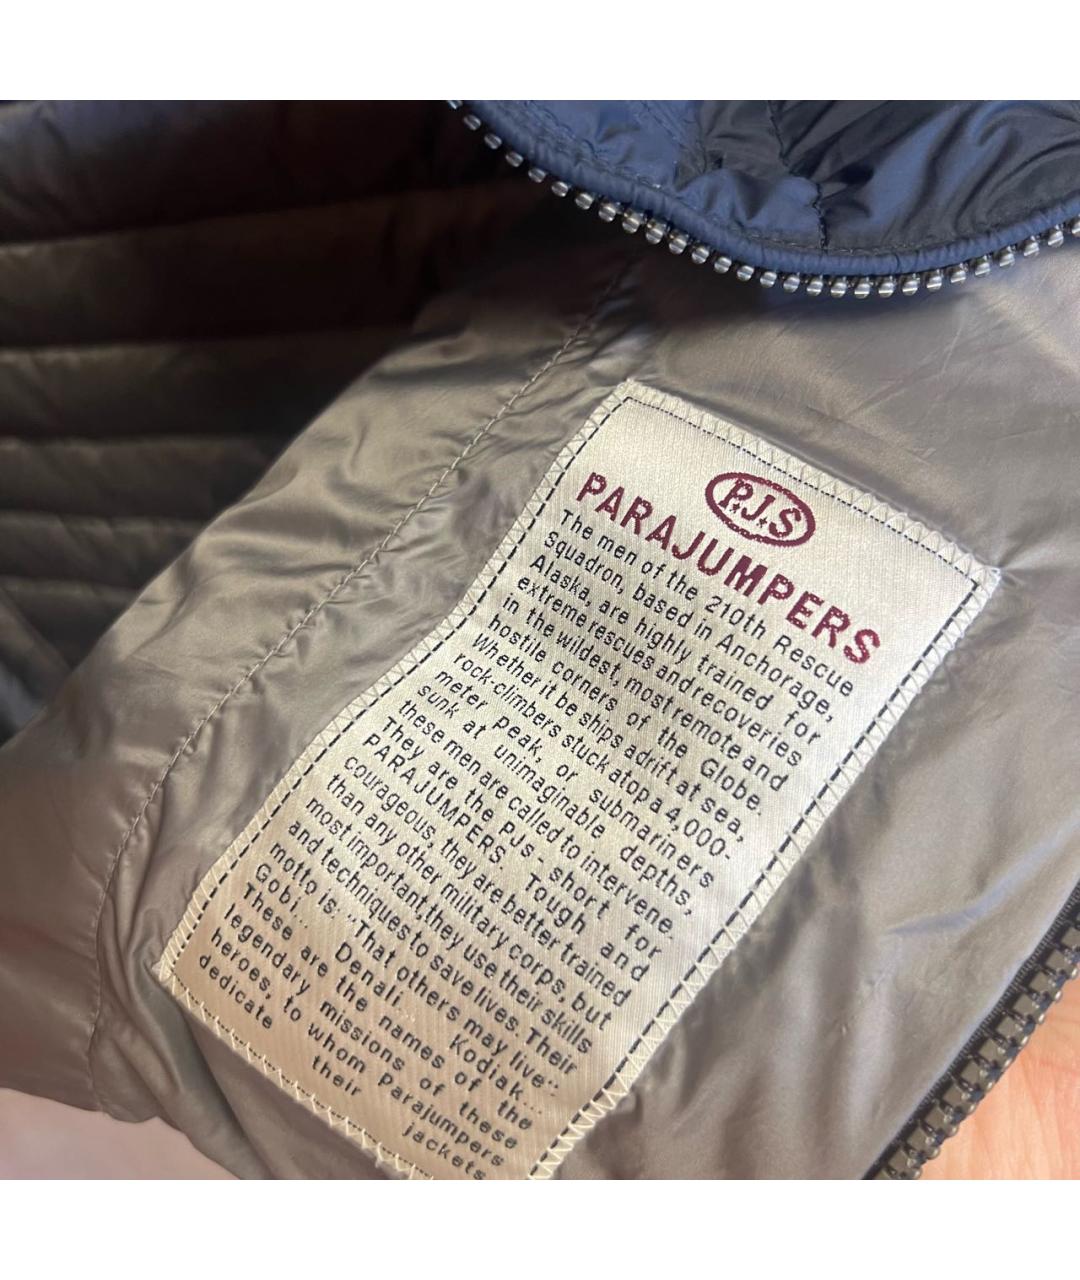 P.J.S
PARAJUMPERS
The men of the 210th Rescue
Squadron, based in Anchorage,
Alaska, are highly trained for
extreme rescues and recoveries
in the wildest, most remote and
hostile corners of the Globe.
Whether it be ships adrift at sea,
rock-climbers stuck atop a 4,000-
meter peak, or submariners
sunk at unimaginable depths,
these men are called to intervene.
They are the PJs - short for
PARAJUMPERS. Tough and
courageous, they are better trained
than any other military corps, but
most important, they use their skills
and techniques to save lives. Their
motto is: "That others may live":
Gobi... Denali... Kodiak...
These are the names of the
legendary missions of these
heroes, to whom Parajumpers
dedicate their jackets